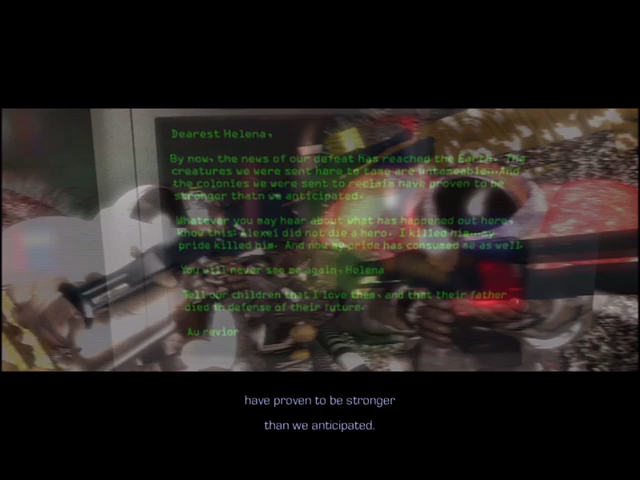 Dearest Helena,
By now, the news of our defeat has reached the Earth. The
creatures we were sent here to tame are untameable...And
the colonies we were sent to reclaim have proven to be
stronger thatn we anticipated.
Whatever you may hear about what has happened out here,
know this: Alexei did not die a hero. I killed him...my
pride killed him. And now my pride has consumed me as well.
You will never see me again, Helena
Tell our children that I love them, and that their father
died in defense of their future.
Au revior
have proven to be stronger
than we anticipated.